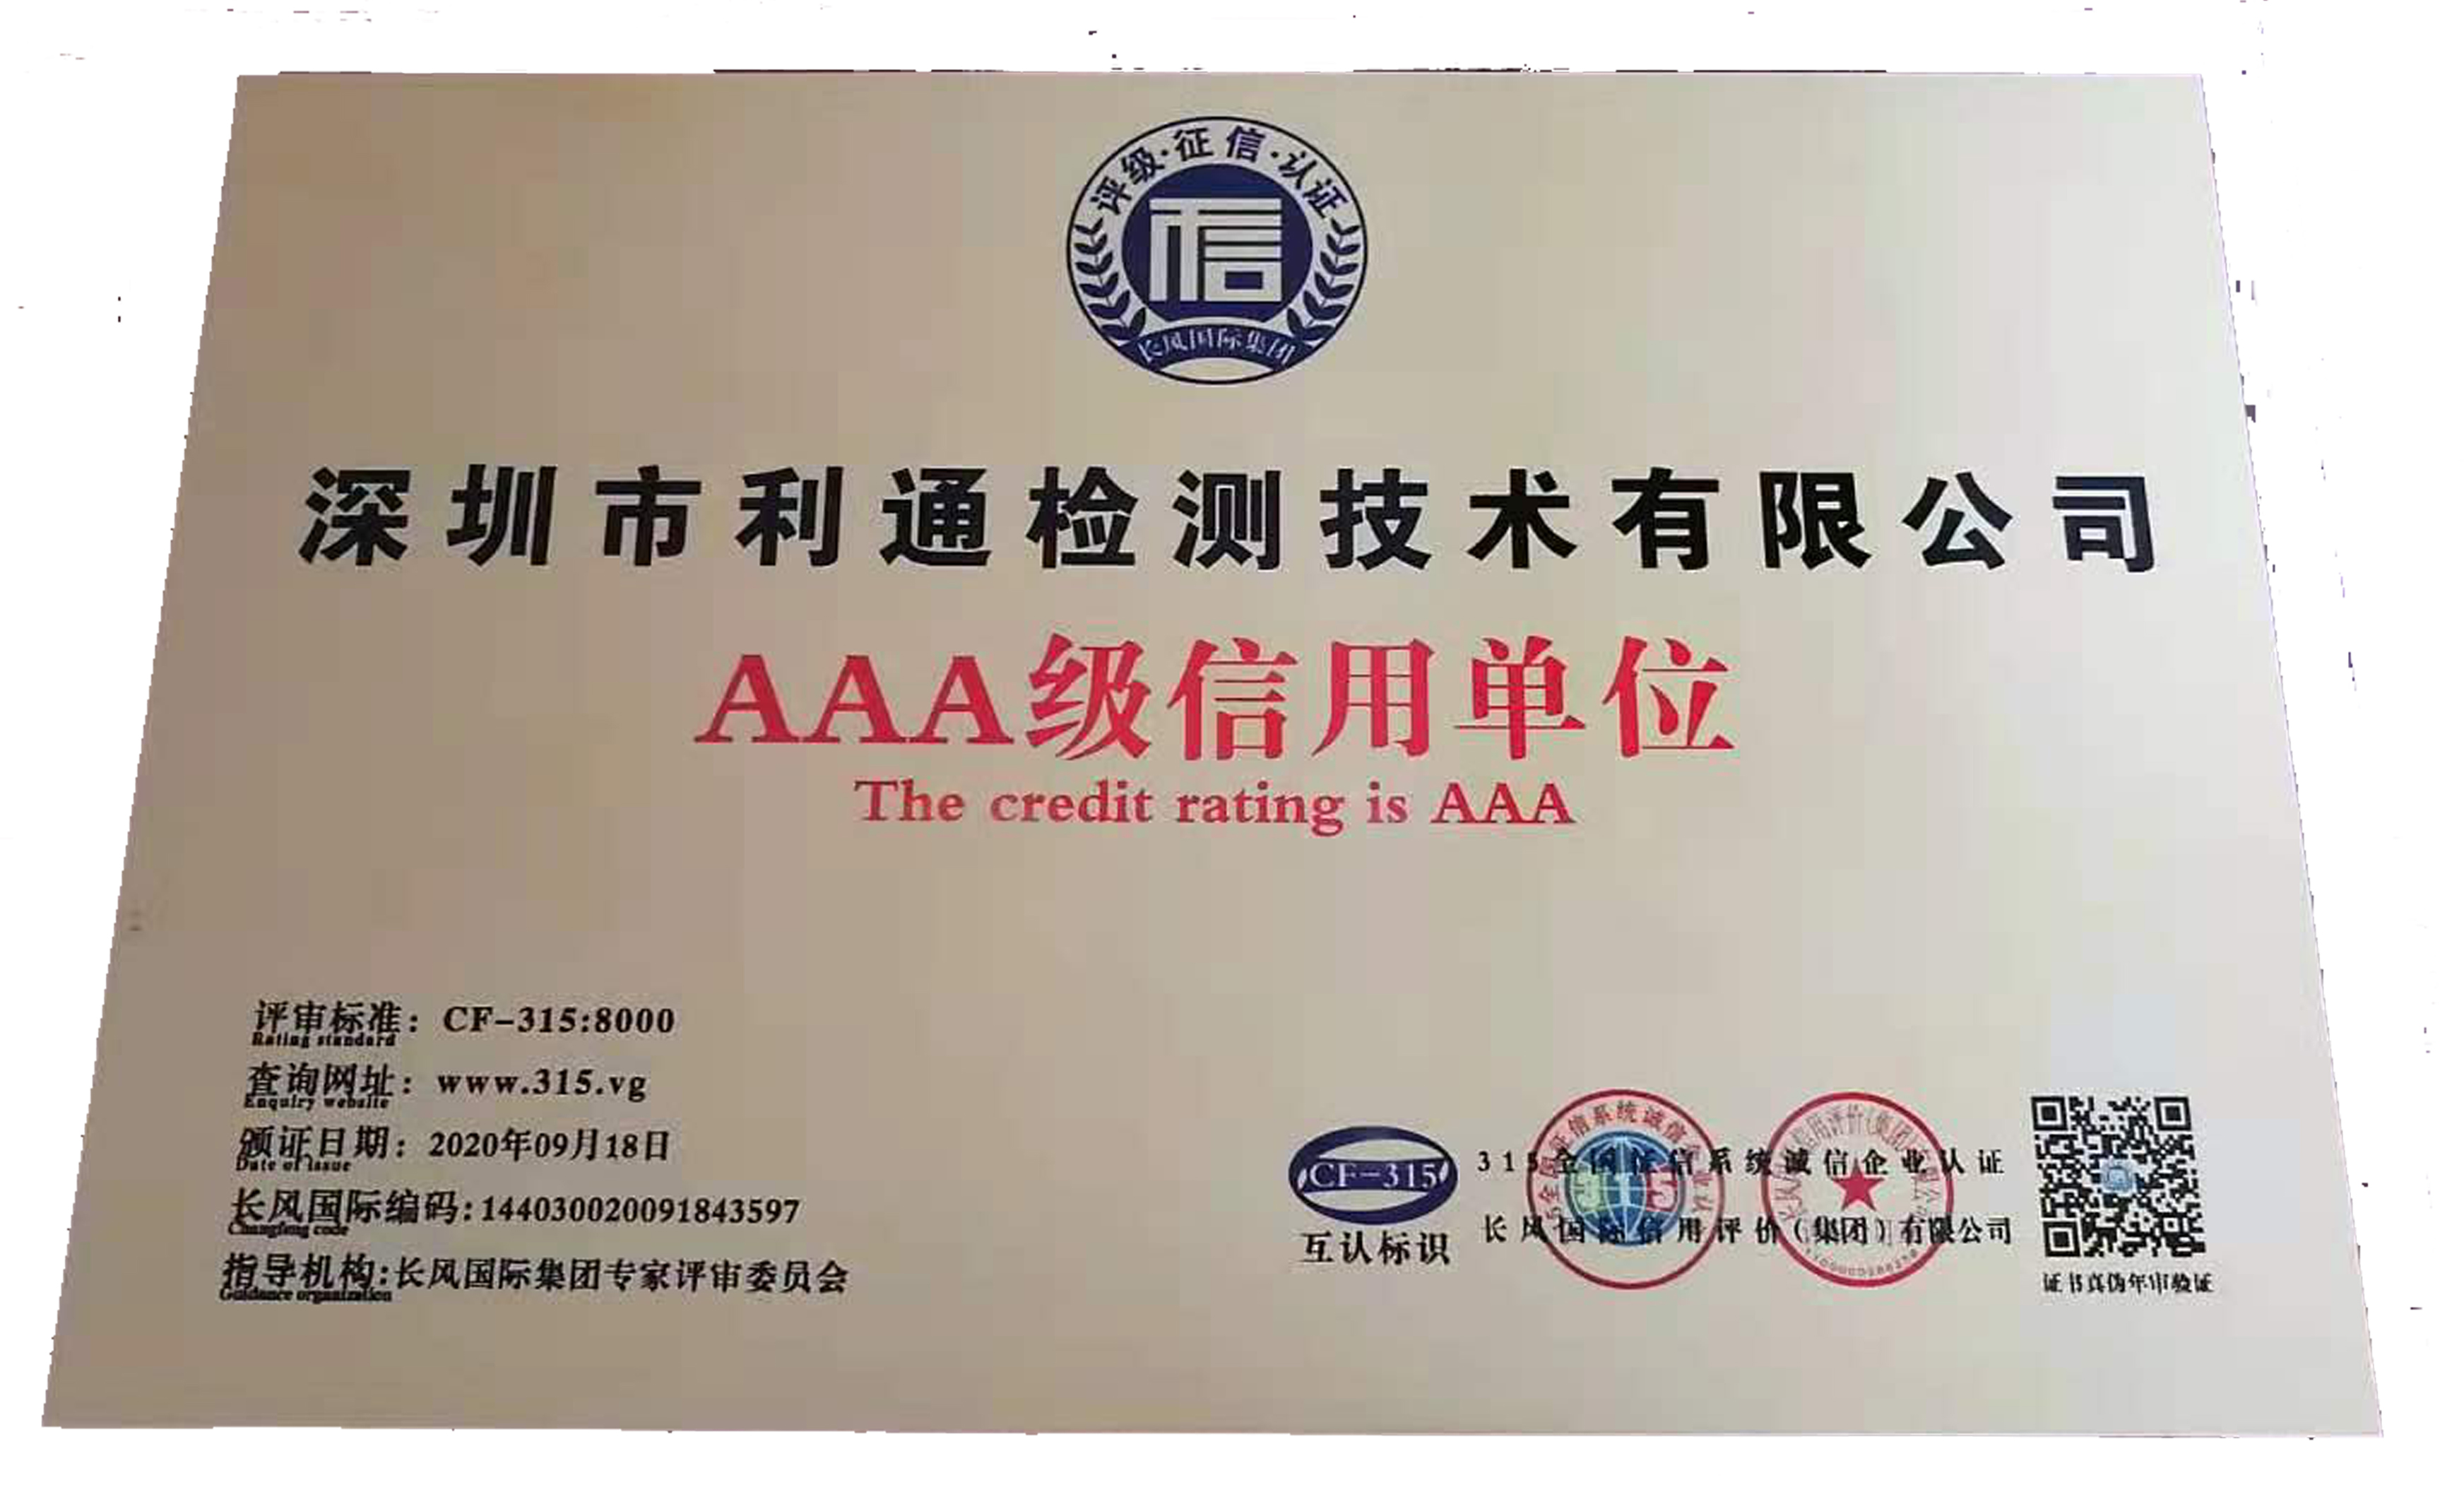 评级·征信·认证
信
长风国际集团
深圳市利通检测技术有限公司
AAA级信用单位
The credit rating is AAA
评审标准：CF-315:8000
Rating standard
查询网址：www.315.vg
Enquiry website
颁证日期：2020年09月18日
Date of issue
长风国际编码:144030020091843597
Changfeng code
指导机构:长风国际集团专家评审委员会
Guidance organization
CF-315
互认标识
315全国征信系统诚信企业认证
长风国际信用评价(集团)有限公司
315
证书真伪年审验证